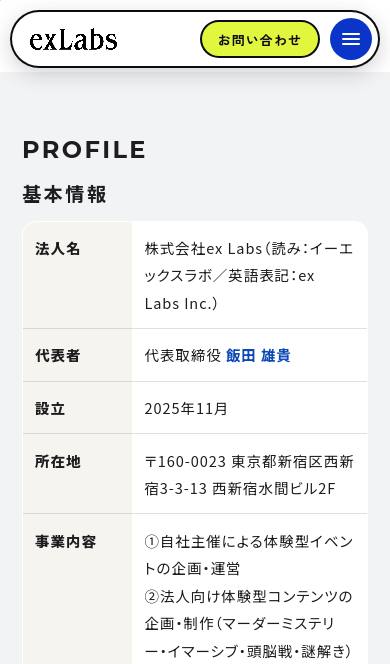 exLabs
お問い合わせ
PROFILE
基本情報
法人名
株式会社ex Labs（読み：イーエ
ックスラボ／英語表記：ex
Labs Inc.）
代表者
代表取締役 飯田 雄貴
設立
2025年11月
所在地
〒160-0023 東京都新宿区西新
宿3-3-13 西新宿水間ビル2F
事業内容
①自社主催による体験型イベン
トの企画・運営
②法人向け体験型コンテンツの
企画・制作（マーダーミステリ
ー・イマーシブ・頭脳戦・謎解き）